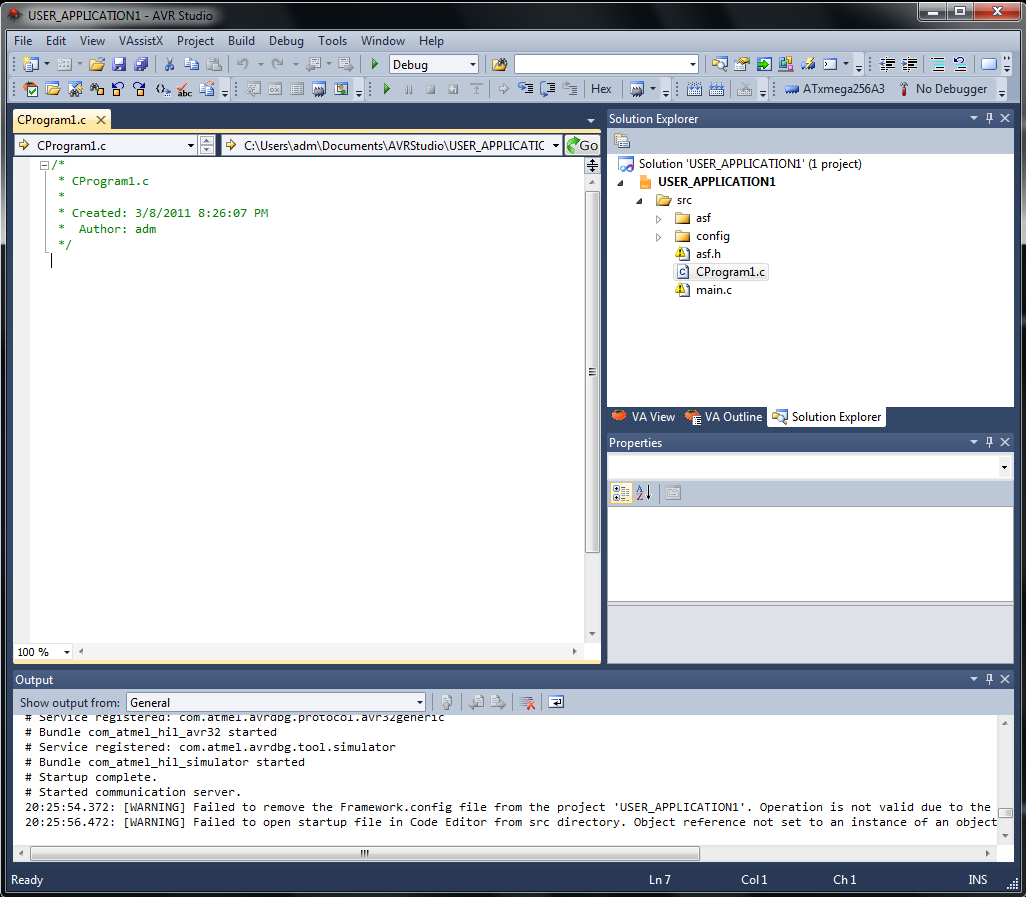 USER_APPLICATION1 - AVR Studio
File Edit View VAssistX Project Build Debug Tools Window Help
Debug
Hex ATxmega256A3 No Debugger
CProgram1.c
CProgram1.c C:\Users\adm\Documents\AVRStudio\USER_APPLICATIC Go
/*
* CProgram1.c
*
* Created: 3/8/2011 8:26:07 PM
* Author: adm
*/
100 %
Solution Explorer
Solution 'USER_APPLICATION1' (1 project)
USER_APPLICATION1
src
asf
config
asf.h
CProgram1.c
main.c
VA View VA Outline Solution Explorer
Properties
Output
Show output from: General
# Service registered: com.atmel.avrdbg.protocol.avr32generic
# Bundle com_atmel_hil_avr32 started
# Service registered: com.atmel.avrdbg.tool.simulator
# Bundle com_atmel_hil_simulator started
# Startup complete.
# Started communication server.
20:25:54.372: [WARNING] Failed to remove the Framework.config file from the project 'USER_APPLICATION1'. Operation is not valid due to the
20:25:56.472: [WARNING] Failed to open startup file in Code Editor from src directory. Object reference not set to an instance of an object
Ready Ln 7 Col 1 Ch 1 INS